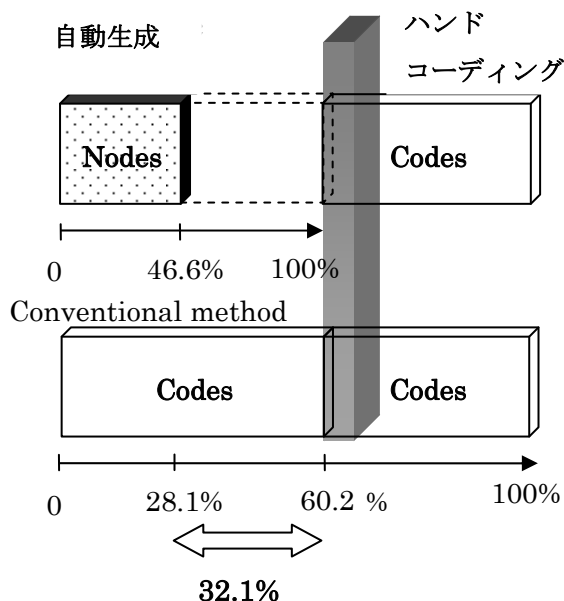 自動生成
ハンド
コーディング
Nodes
Codes
0 46.6% 100%
Conventional method
Codes
Codes
0 28.1% 60.2 % 100%
32.1%